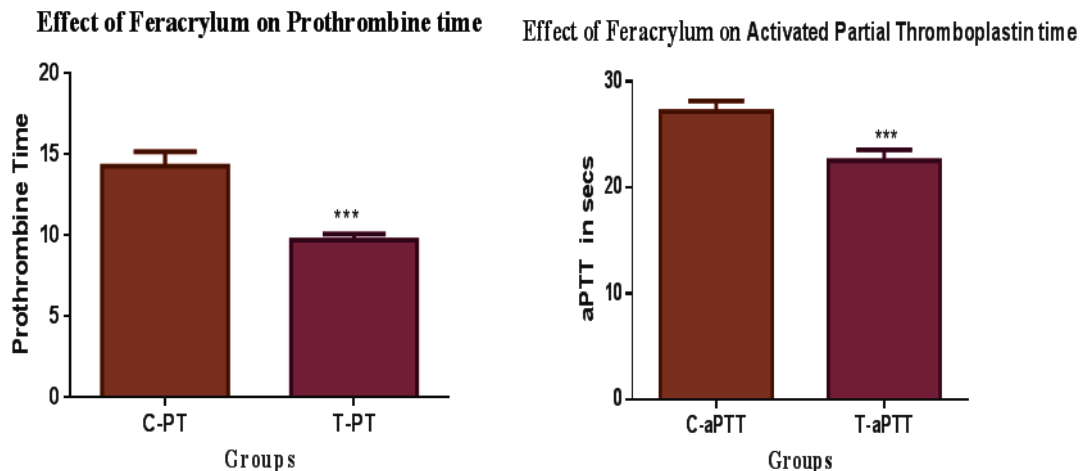 Effect of Feracrylum on Prothrombine time
Prothrombine Time
20
15
10
5
0
***
C-PT
T-PT
Groups
Effect of Feracrylum on Activated Partial Thromboplastin time
aPTT in secs
30
20
10
0
***
C-aPTT
T-aPTT
Groups